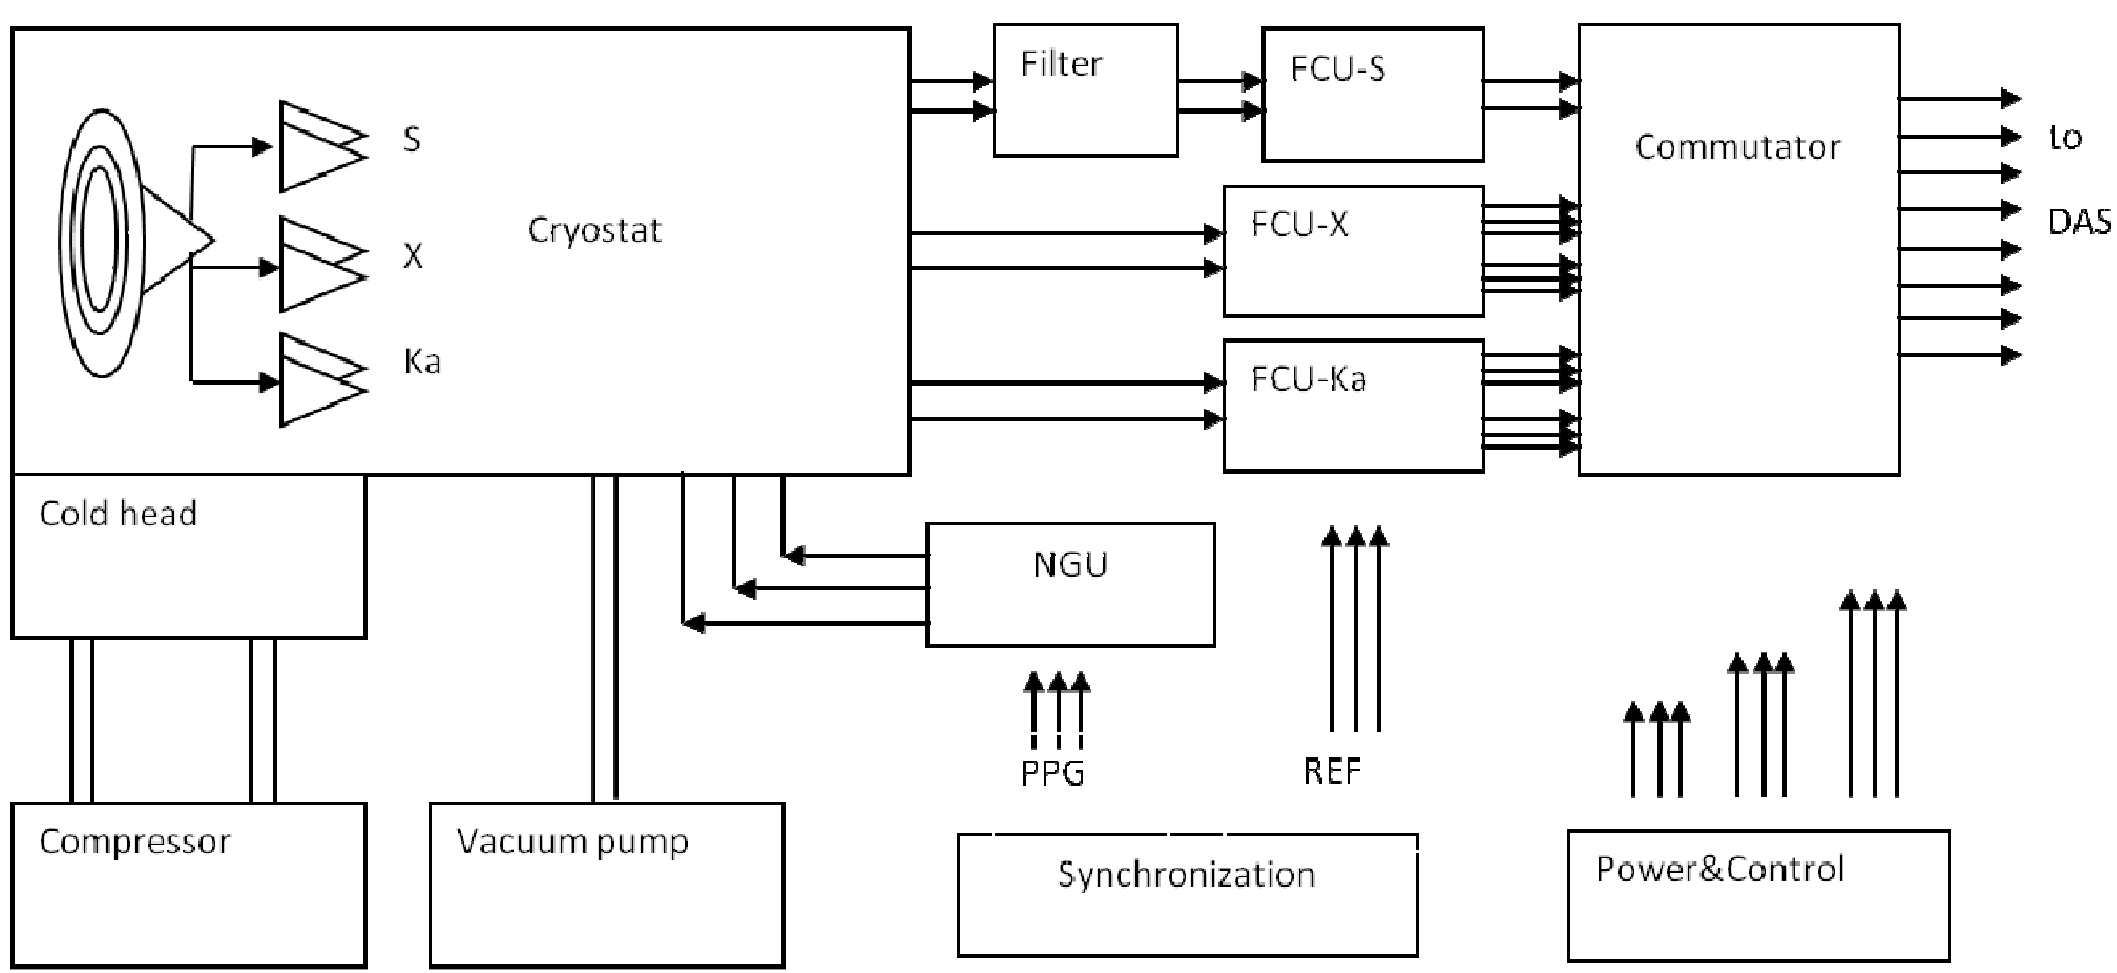 Filter
FCU-S
S
Commutator
to
Cryostat
FCU-X
DAS
X
Ka
FCU-Ka
Cold head
NGU
PPG
REF
Compressor
Vacuum pump
Synchronization
Power&Control